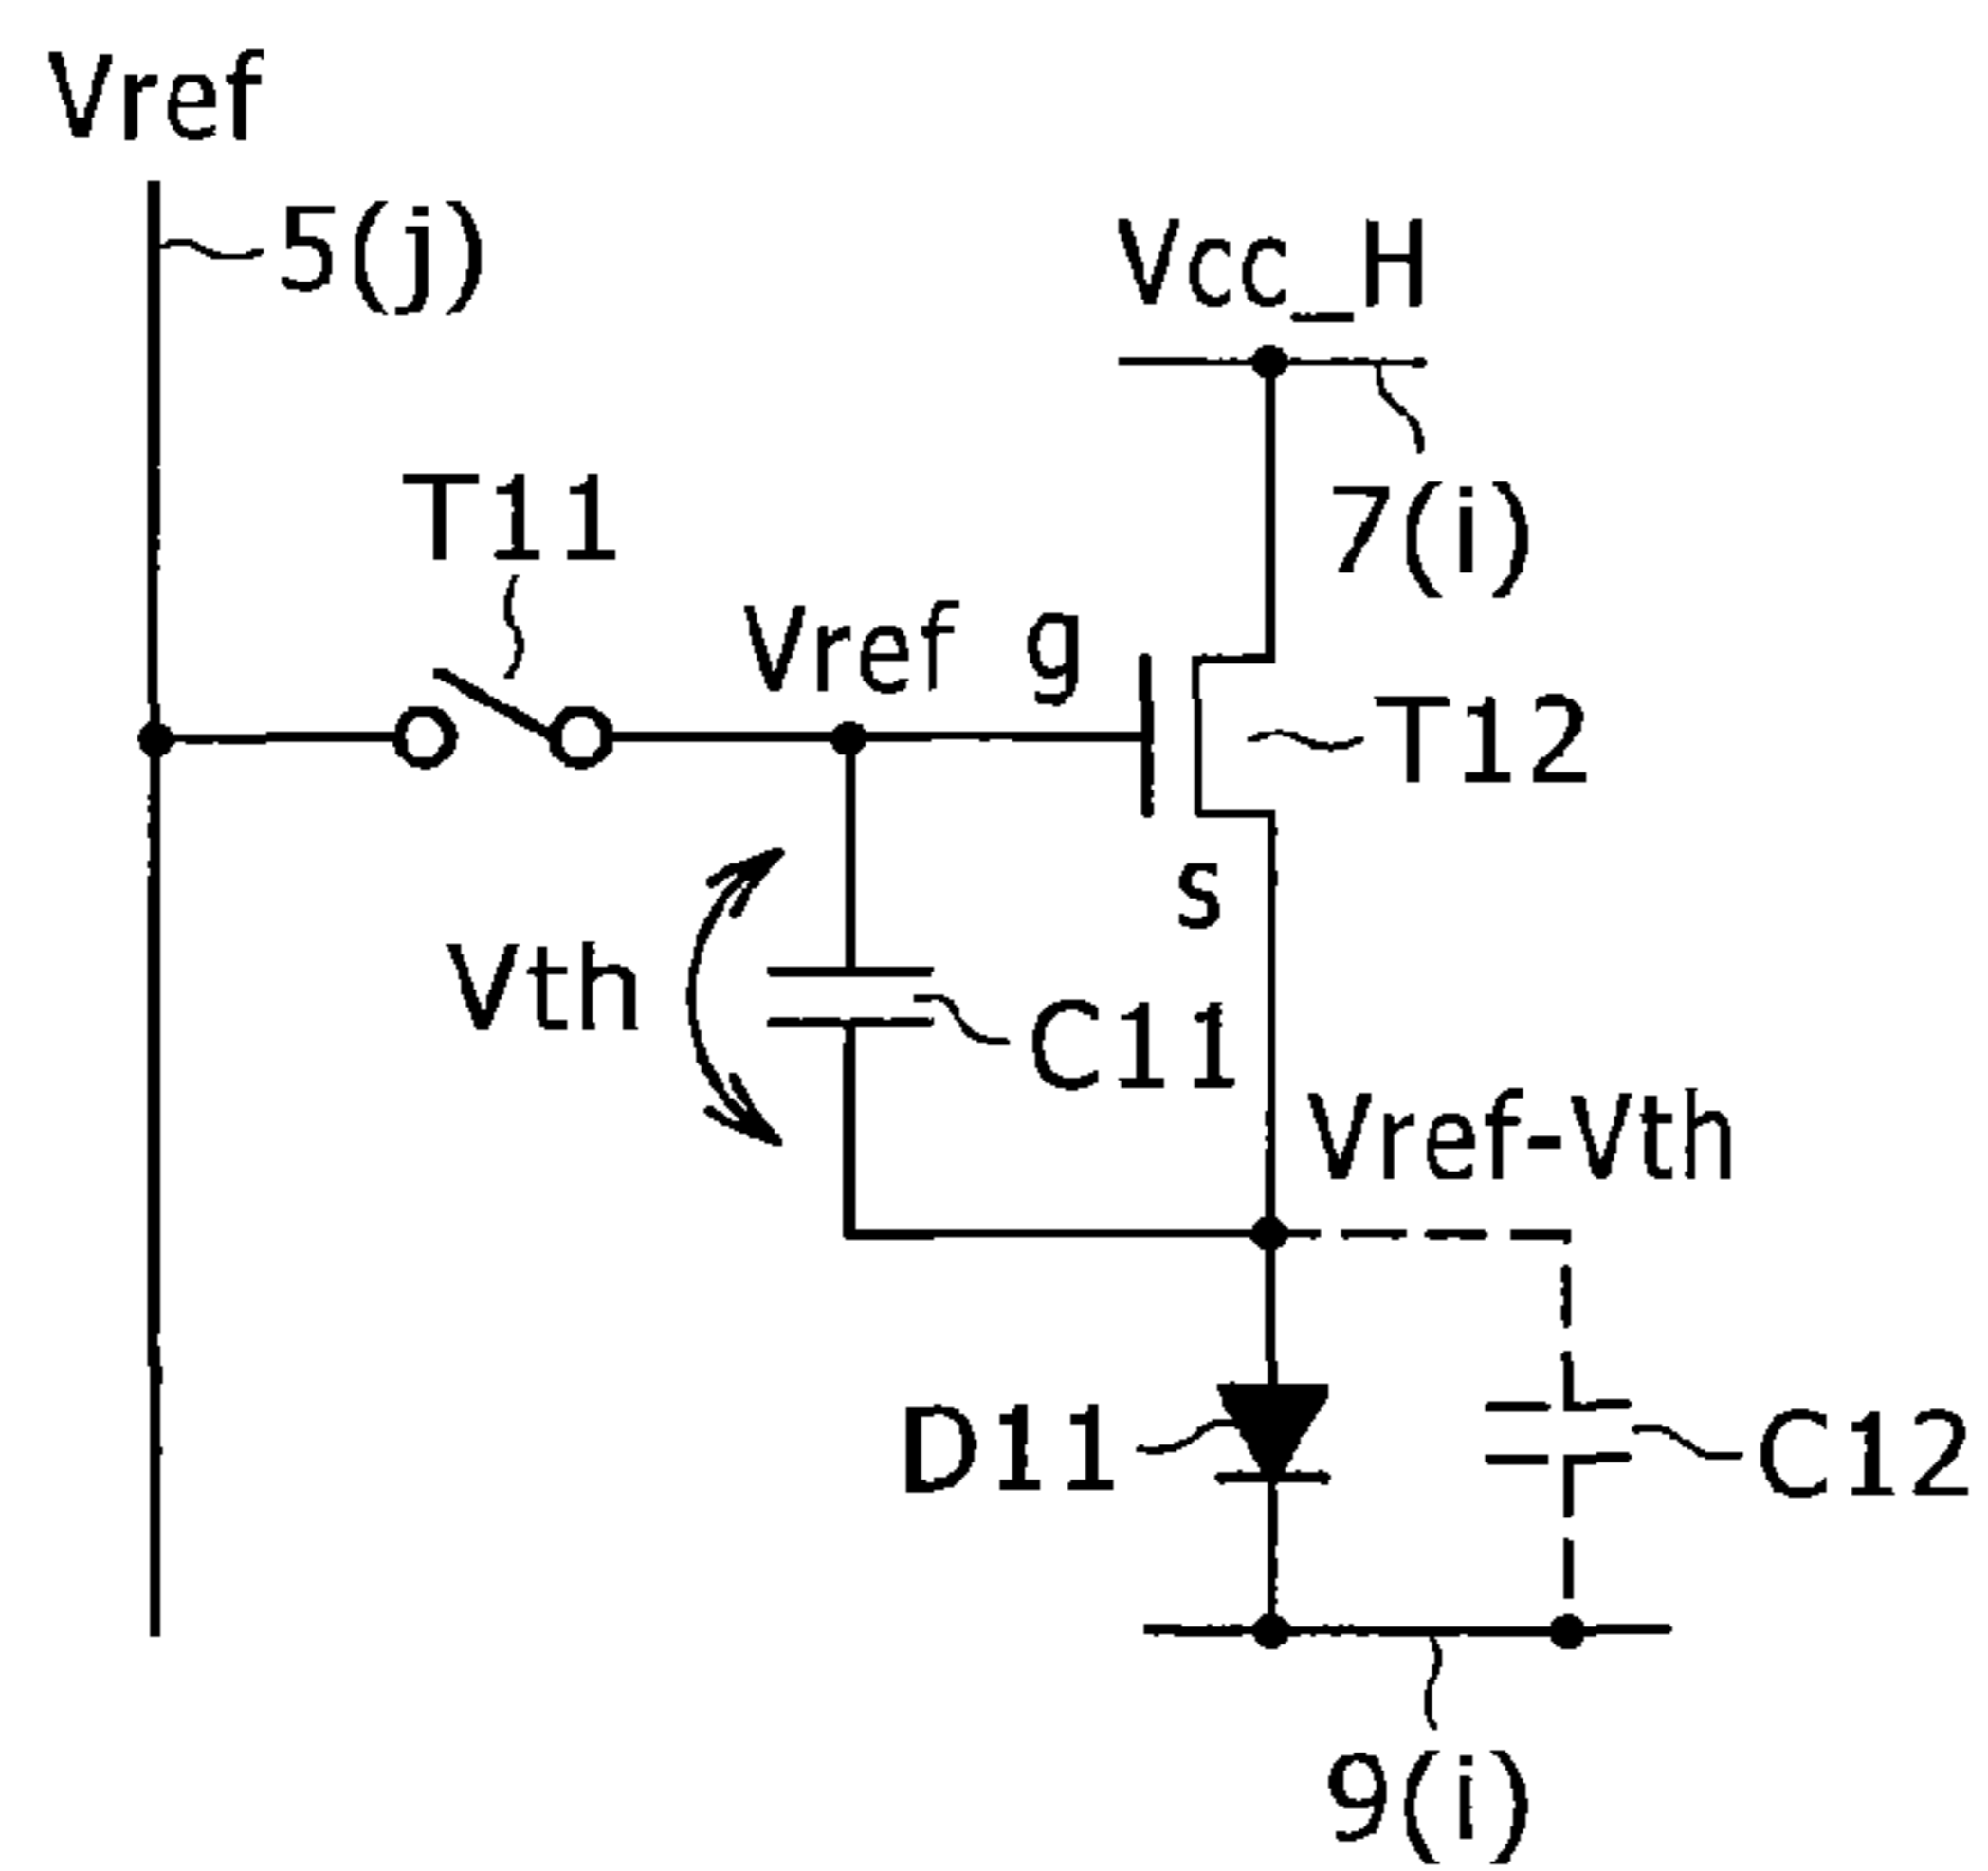 Vref
5(j)
Vcc_H
T11
7(i)
Vref g
T12
s
Vth
C11
Vref-Vth
D11
C12
9(i)